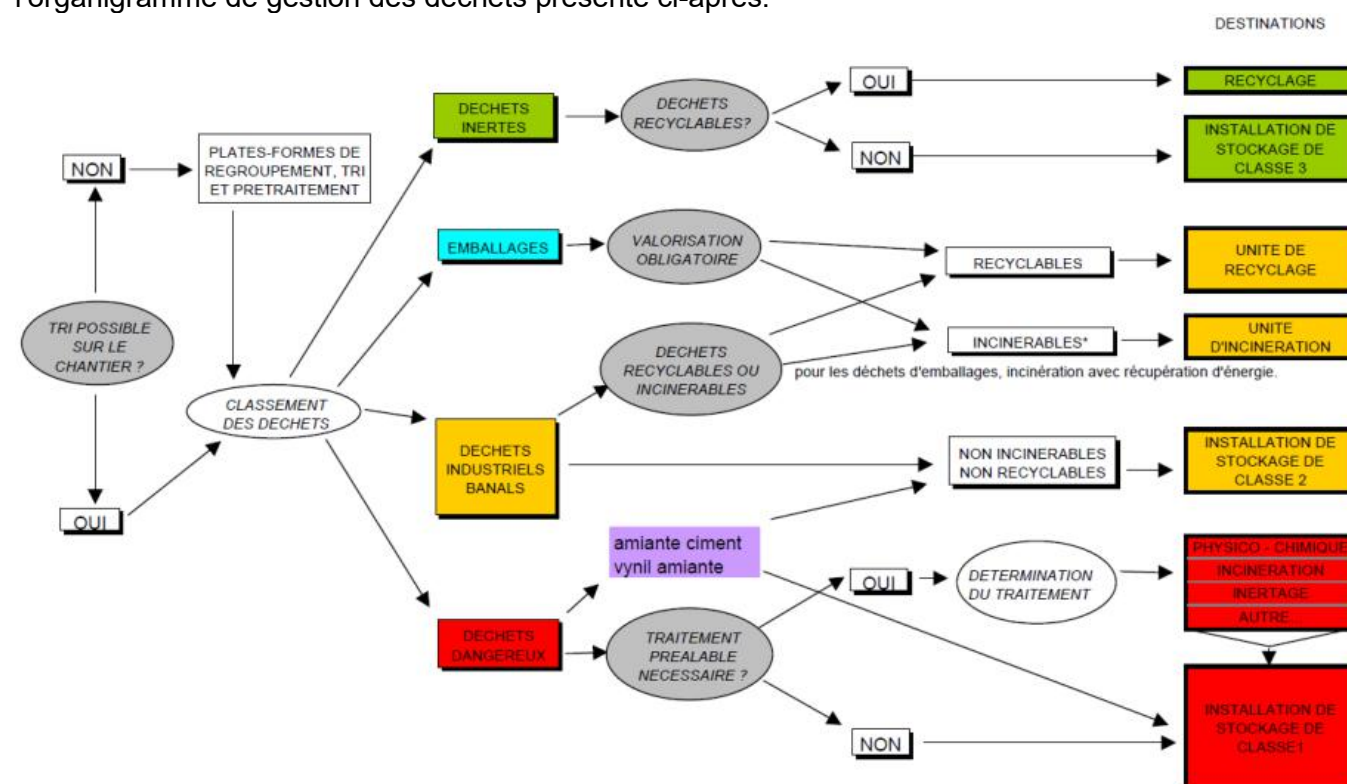 l'organigramme de gestion des déchets présenté ci-après.
DESTINATIONS
NON
PLATES-FORMES DE
REGROUPEMENT, TRI
ET PRETRAITEMENT
TRI POSSIBLE
SUR LE
CHANTIER ?
OUI
CLASSEMENT
DES DECHETS
DECHETS
INERTES
DECHETS
RECYCLABLES?
OUI
RECYCLAGE
NON
INSTALLATION DE
STOCKAGE DE
CLASSE 3
EMBALLAGES
VALORISATION
OBLIGATOIRE
RECYCLABLES
UNITE DE
RECYCLAGE
DECHETS
RECYCLABLES OU
INCINERABLES
INCINERABLES*
UNITE
D'INCINERATION
pour les déchets d'emballages, incinération avec récupération d'énergie.
DECHETS
INDUSTRIELS
BANALS
NON INCINERABLES
NON RECYCLABLES
INSTALLATION DE
STOCKAGE DE
CLASSE 2
amiante ciment
vynil amiante
DECHETS
DANGEREUX
TRAITEMENT
PREALABLE
NECESSAIRE ?
OUI
DETERMINATION
DU TRAITEMENT
PHYSICO - CHIMIQUE
INCINERATION
INERTAGE
AUTRE...
NON
INSTALLATION DE
STOCKAGE DE
CLASSE1